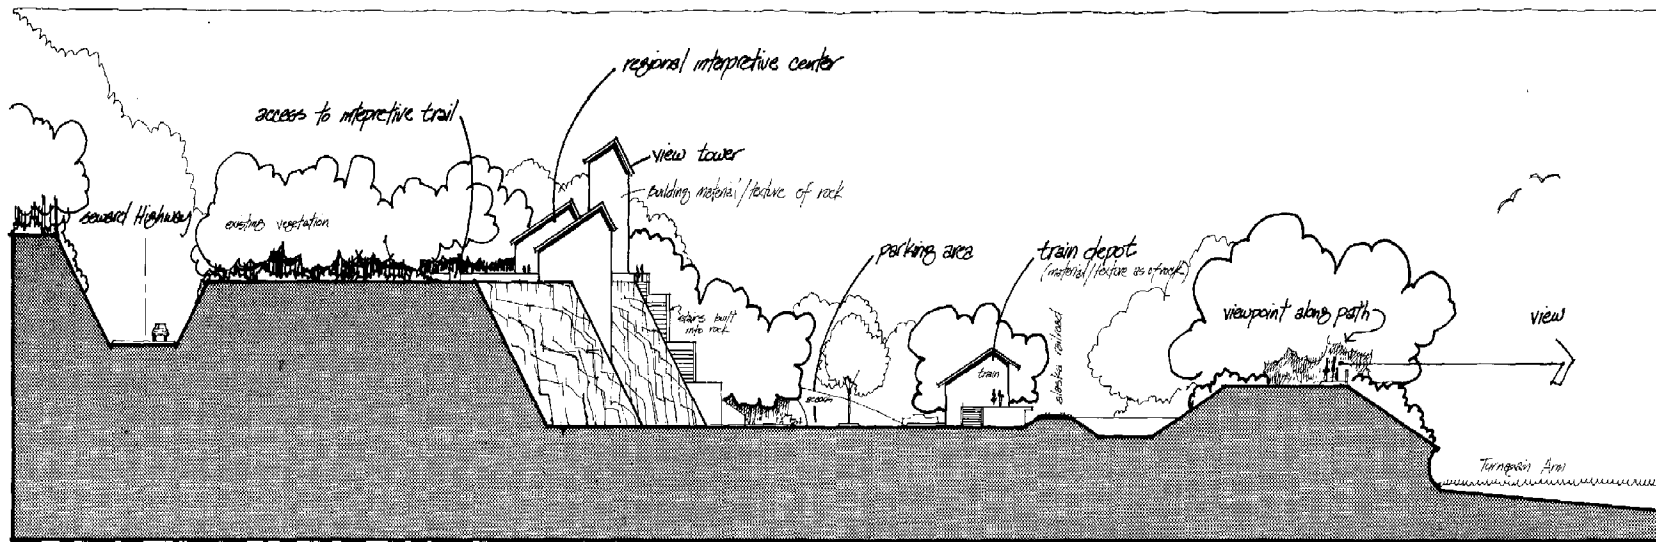 regional interpretive center
access to intepretive trail
view tower
building material/texture of rock
seward Highway
existing vegetation
parking area
train depot
(material/texture as of rock)
stairs built
into rock
viewpoint along path
view
train
access
alaska railroad
Turnagain Arm